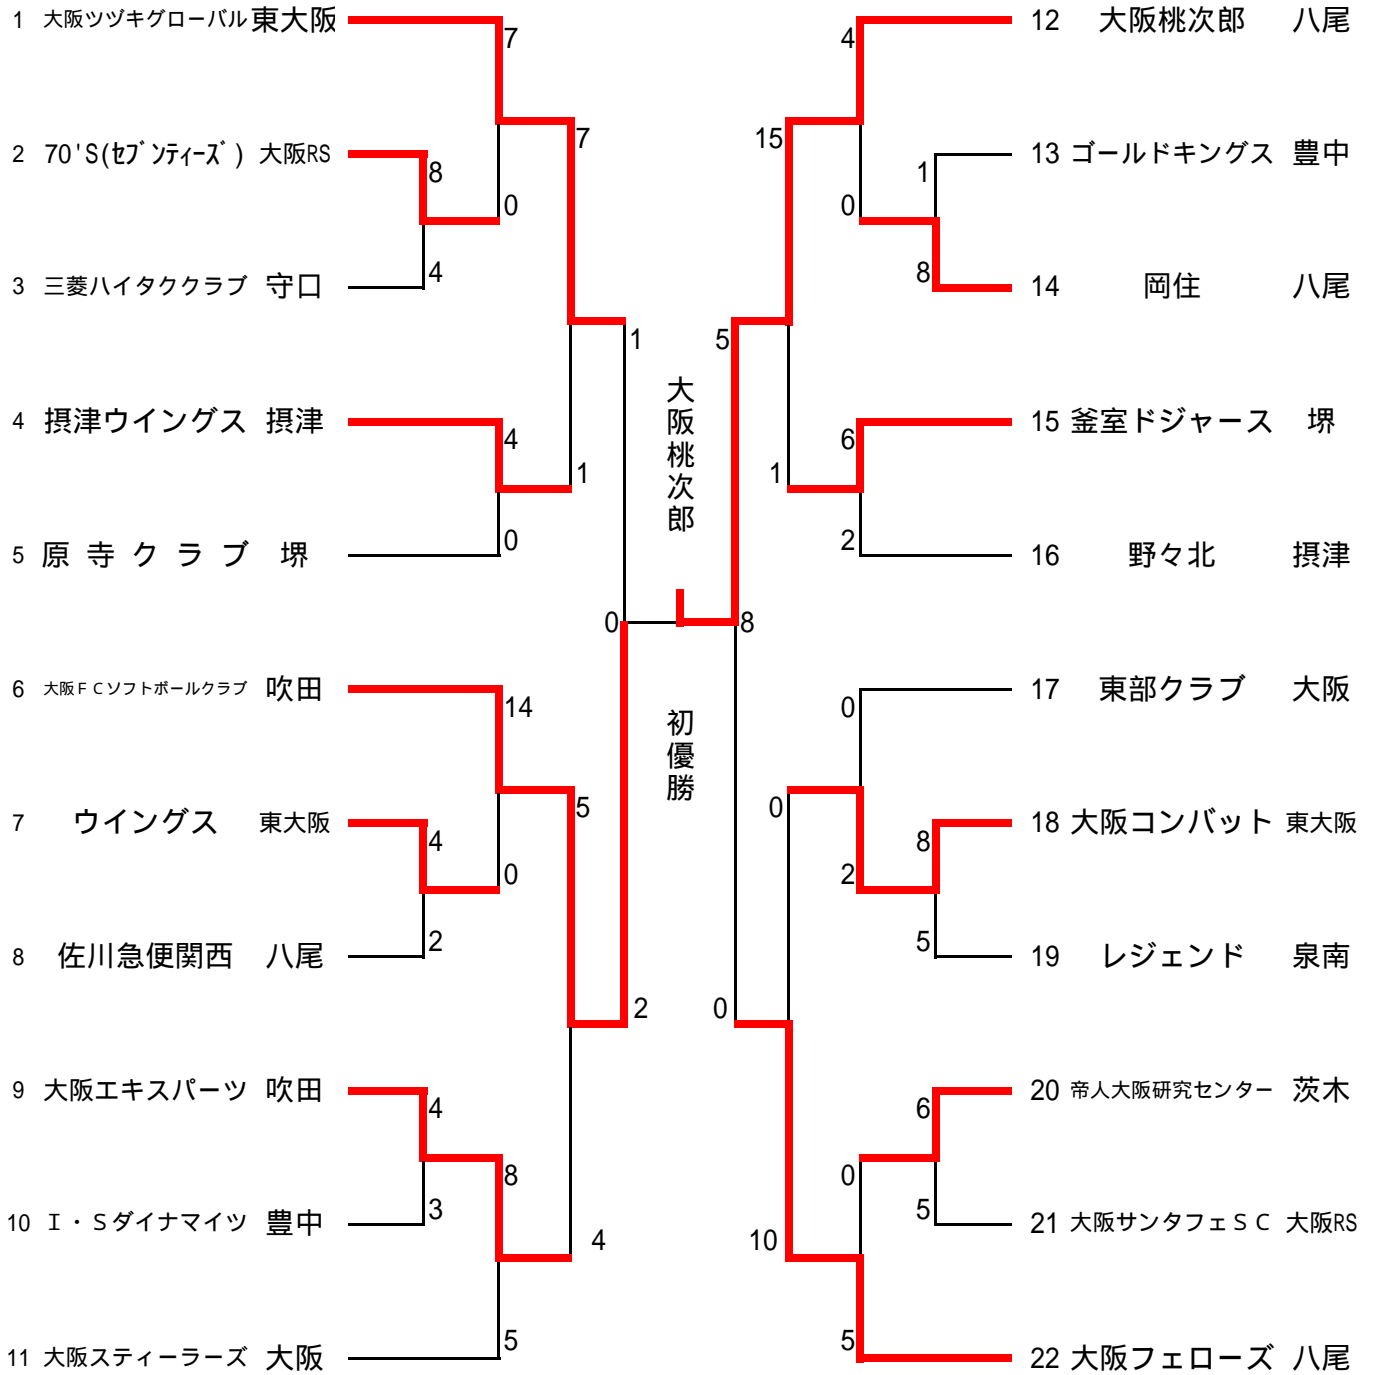 1 大阪ツヅキグローバル 東大阪
7
2 70'S(ｾﾌﾞﾝﾃｨｰｽﾞ) 大阪RS
8
0
7
3 三菱ハイタククラブ 守口
4
1
4 摂津ウイングス 摂津
4
1
5 原寺クラブ 堺
0
0
6 大阪ＦＣソフトボールクラブ 吹田
14
7 ウイングス 東大阪
4
0
5
8 佐川急便関西 八尾
2
2
9 大阪エキスパーツ 吹田
4
8
10 Ｉ・Ｓダイナマイツ 豊中
3
4
11 大阪スティーラーズ 大阪
5
大阪桃次郎
初優勝
4
12 大阪桃次郎 八尾
15
1
13 ゴールドキングス 豊中
0
8
14 岡住 八尾
5
6
15 釜室ドジャース 堺
1
2
16 野々北 摂津
8
0
17 東部クラブ 大阪
0
8
18 大阪コンバット 東大阪
2
5
19 レジェンド 泉南
0
6
20 帝人大阪研究センター 茨木
0
5
21 大阪サンタフェＳＣ 大阪RS
10
5
22 大阪フェローズ 八尾